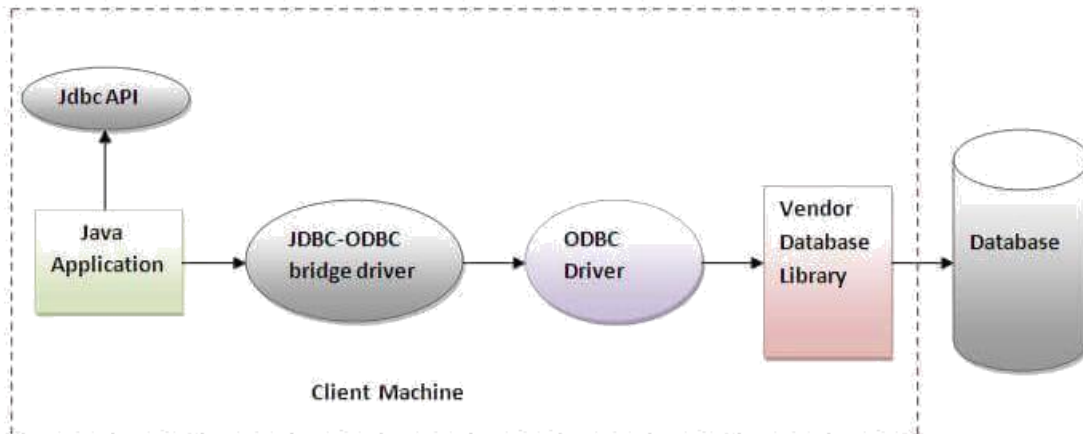 Jdbc API
Java
Application
JDBC-ODBC
bridge driver
ODBC
Driver
Vendor
Database
Library
Database
Client Machine